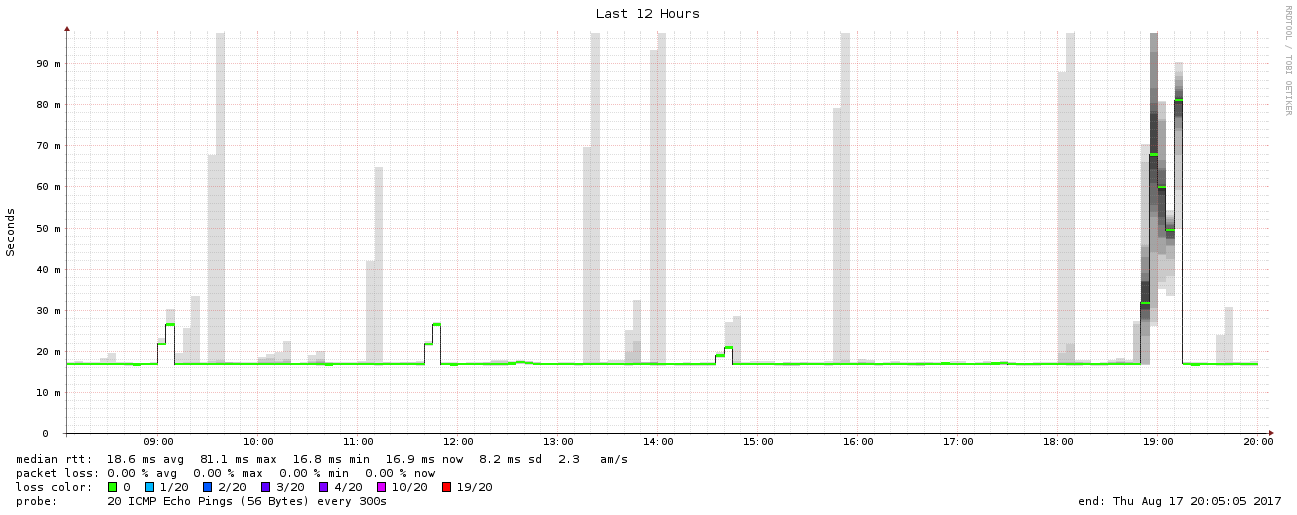 Last 12 Hours
RRDTOOL / TOBI OETIKER
Seconds
90 m
80 m
70 m
60 m
50 m
40 m
30 m
20 m
10 m
0
09:00 10:00 11:00 12:00 13:00 14:00 15:00 16:00 17:00 18:00 19:00 20:00
median rtt: 18.6 ms avg 81.1 ms max 16.8 ms min 16.9 ms now 8.2 ms sd 2.3 am/s
packet loss: 0.00 % avg 0.00 % max 0.00 % min 0.00 % now
loss color: 0 1/20 2/20 3/20 4/20 10/20 19/20
probe: 20 ICMP Echo Pings (56 Bytes) every 300s end: Thu Aug 17 20:05:05 2017